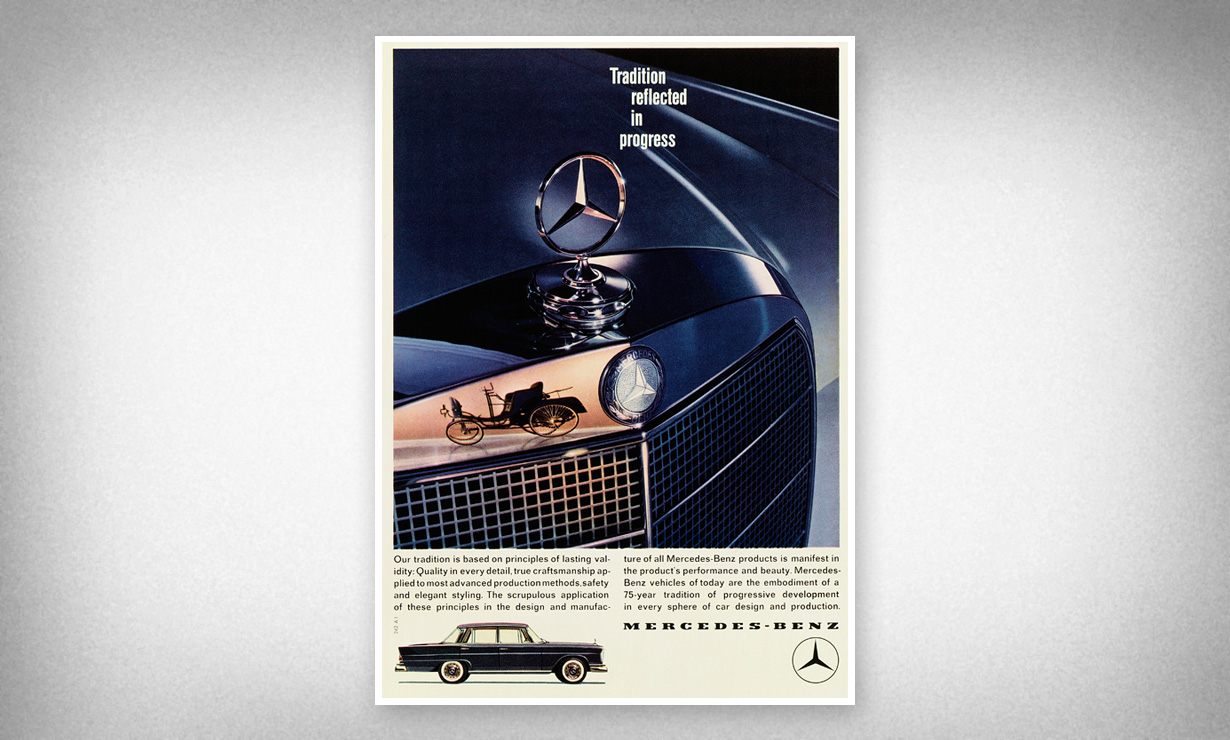 Tradition
reflected
in
progress
MERCEDES
Our tradition is based on principles of lasting val-
idity: Quality in every detail, true craftsmanship ap-
plied to most advanced production methods, safety
and elegant styling. The scrupulous application
of these principles in the design and manufac-
ture of all Mercedes-Benz products is manifest in
the product's performance and beauty. Mercedes-
Benz vehicles of today are the embodiment of a
75-year tradition of progressive development
in every sphere of car design and production.
MERCEDES-BENZ